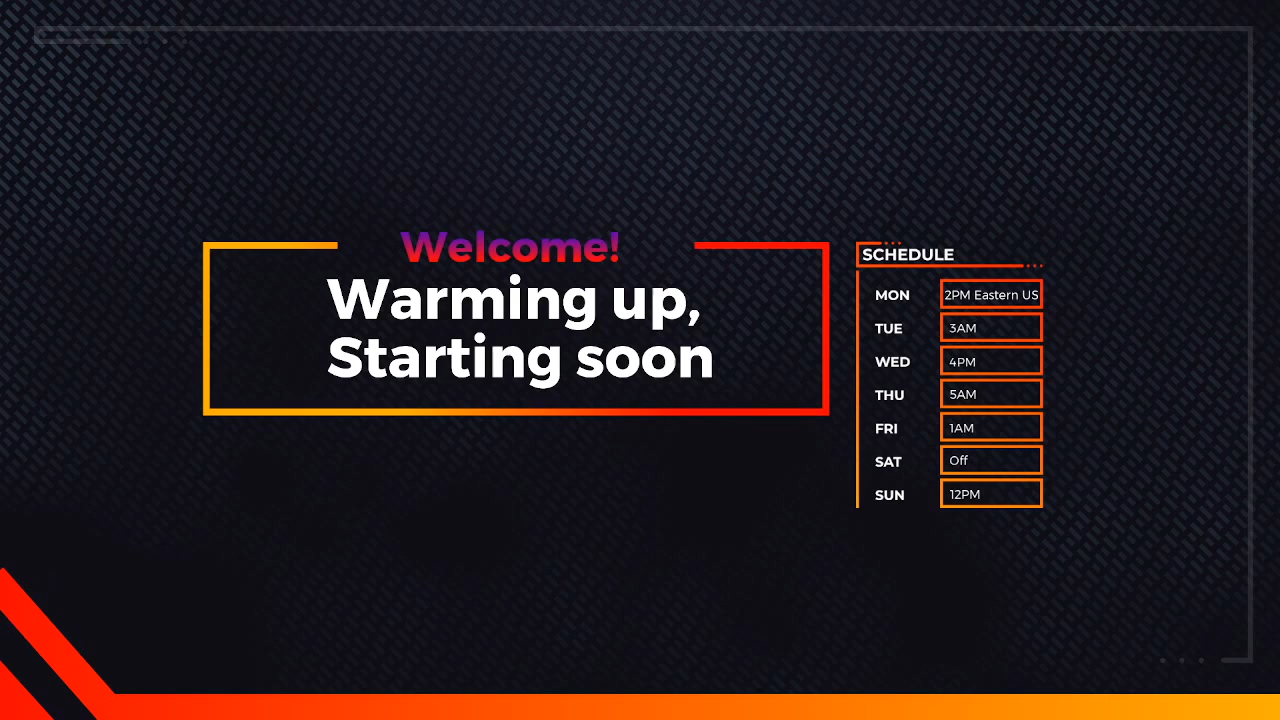 Welcome!
Warming up,
Starting soon
SCHEDULE
MON 2PM Eastern US
TUE 3AM
WED 4PM
THU 5AM
FRI 1AM
SAT Off
SUN 12PM